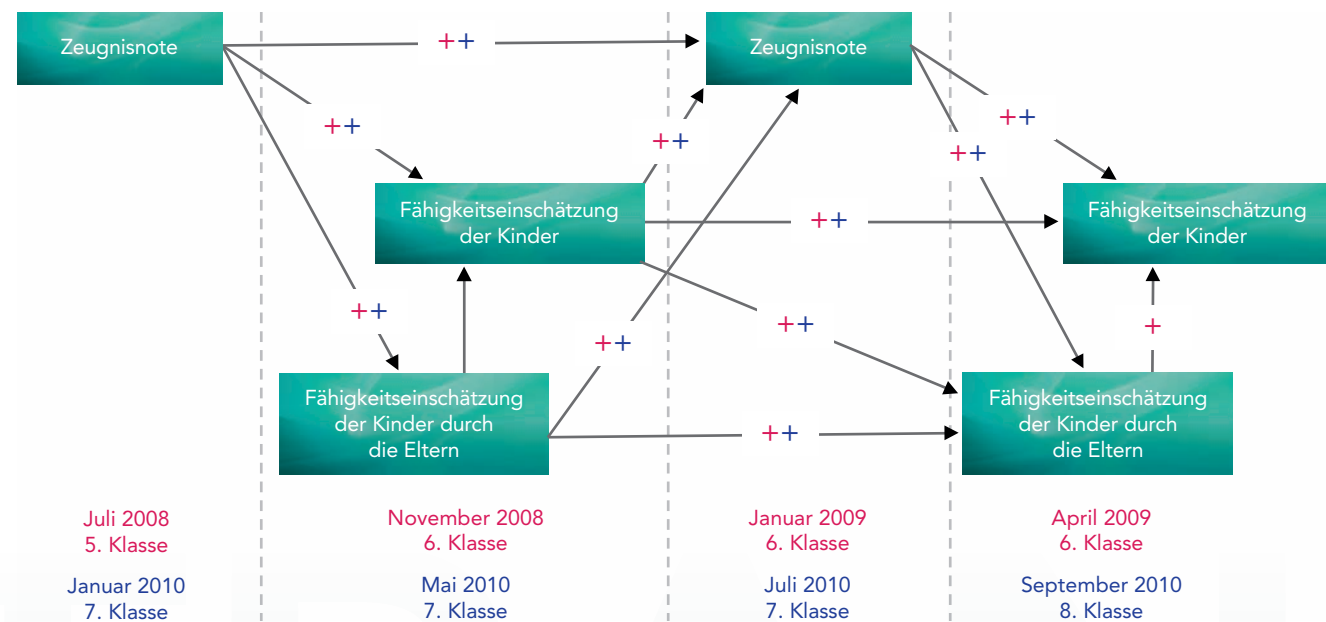 Zeugnisnote
++
Zeugnisnote
++
++
++
++
Fähigkeitseinschätzung
der Kinder
++
Fähigkeitseinschätzung
der Kinder
++
++
++
+
Fähigkeitseinschätzung
der Kinder durch
die Eltern
++
Fähigkeitseinschätzung
der Kinder durch
die Eltern
Juli 2008
5. Klasse
November 2008
6. Klasse
Januar 2009
6. Klasse
April 2009
6. Klasse
Januar 2010
7. Klasse
Mai 2010
7. Klasse
Juli 2010
7. Klasse
September 2010
8. Klasse